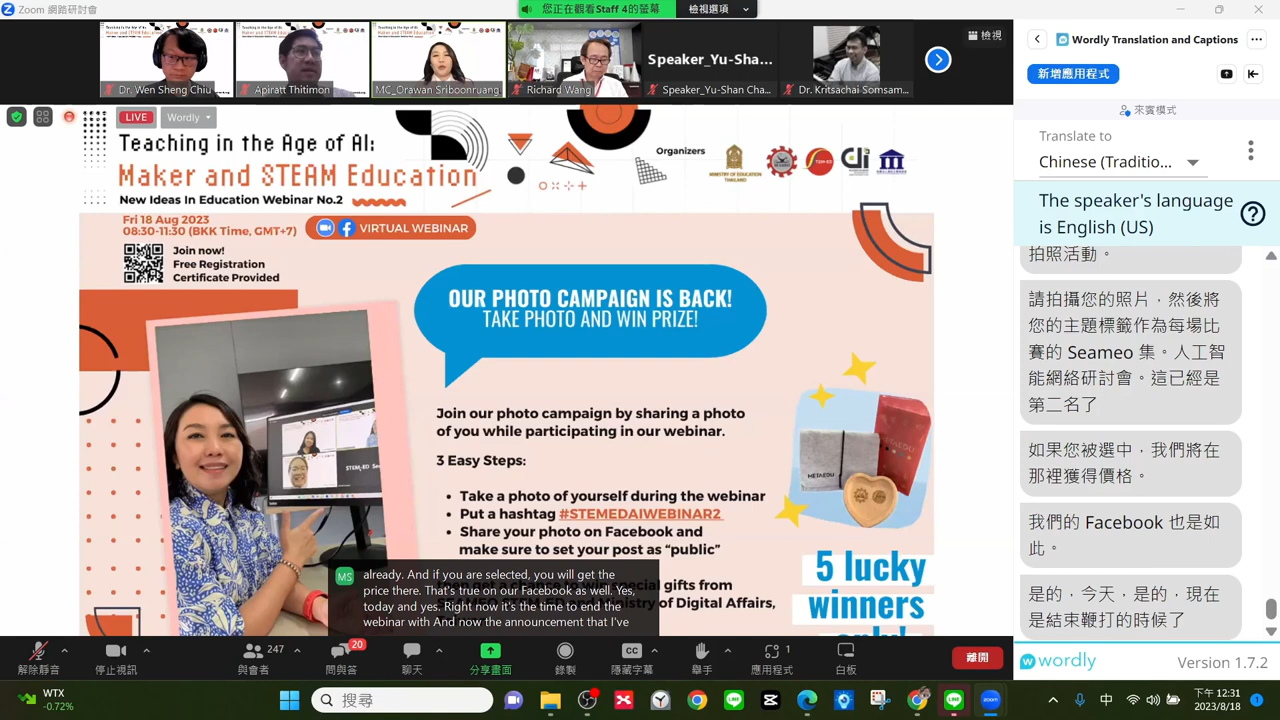 Zoom 網路研討會
您正在觀看Staff 4的螢幕
檢視選項
Dr. Wen Sheng Chiu
Apiratt Thitimon
MC_Orawan Sriboonruang
Richard Wang
Speaker_Yu-Sha...
Speaker_Yu-Shan Cha...
Dr. Kritsachai Somsam...
檢視
LIVE
Wordly
Teaching in the Age of AI:
Maker and STEAM Education
New Ideas In Education Webinar No.2
Organizers
MINISTRY OF EDUCATION
THAILAND
Fri 18 Aug 2023
08:30-11:30 (BKK Time, GMT+7)
VIRTUAL WEBINAR
Join now!
Free Registration
Certificate Provided
OUR PHOTO CAMPAIGN IS BACK!
TAKE PHOTO AND WIN PRIZE!
Join our photo campaign by sharing a photo
of you while participating in our webinar.
3 Easy Steps:
• Take a photo of yourself during the webinar
• Put a hashtag #STEMEDAIWEBINAR2
• Share your photo on Facebook and
make sure to set your post as “public”
5 lucky
winners
MS
already. And if you are selected, you will get the
price there. That's true on our Facebook as well. Yes,
today and yes. Right now it's the time to end the
webinar with And now the announcement that I've
Wordly Translation and Captions
新增應用程式
來賓模式
Translate to
Chinese (Traditio...
The speaker's language
is English (US)
拍照活動。
請拍攝您的照片，然後將
您的主題標籤作為每場比
賽的 Seameo 集。人工智
能網絡研討會。這已經是
第二名了
如果您被選中，我們將在
那裡獲得價格。
我們的 Facebook 也是如
此。
是的，今天，是的，現在
是結束鞭打的時候了
wordly
Version 1.7.2
解除靜音
停止視訊
247
與會者
20
問與答
聊天
分享畫面
錄製
CC
隱藏字幕
舉手
1
應用程式
白板
離開
WTX
-0.72%
搜尋
中
下午 12:31
2023/8/18